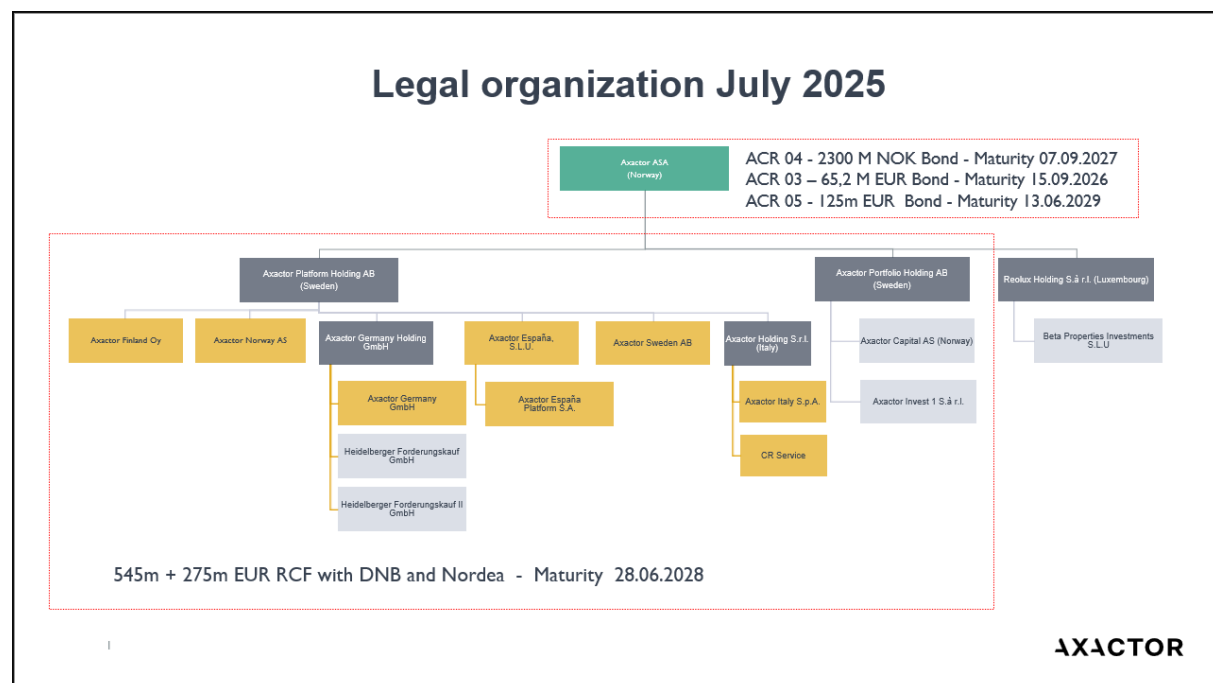 Legal organization July 2025
Axactor ASA
(Norway)
ACR 04 - 2300 M NOK Bond - Maturity 07.09.2027
ACR 03 – 65,2 M EUR Bond - Maturity 15.09.2026
ACR 05 - 125m EUR Bond - Maturity 13.06.2029
Axactor Platform Holding AB
(Sweden)
Axactor Portfolio Holding AB
(Sweden)
Reolux Holding S.à r.l. (Luxembourg)
Axactor Finland Oy
Axactor Norway AS
Axactor Germany Holding
GmbH
Axactor España,
S.L.U.
Axactor Sweden AB
Axactor Holding S.r.l.
(Italy)
Axactor Capital AS (Norway)
Beta Properties Investments
S.L.U
Axactor Germany
GmbH
Axactor España
Platform S.A.
Axactor Italy S.p.A.
Axactor Invest 1 S.à r.l.
Heidelberger Forderungskauf
GmbH
CR Service
Heidelberger Forderungskauf II
GmbH
545m + 275m EUR RCF with DNB and Nordea - Maturity 28.06.2028
AXACTOR